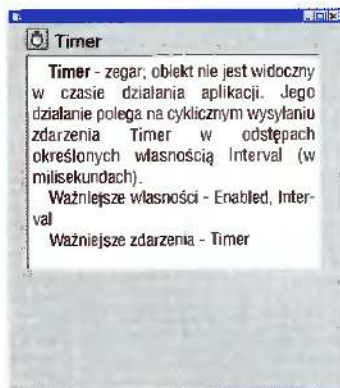 Timer
Timer - zegar; obiekt nie jest widoczny
w czasie działania aplikacji. Jego
działanie polega na cyklicznym wysyłaniu
zdarzenia Timer w odstępach
określonych własnością Interval (w
milisekundach).
Ważniejsze własności - Enabled, Inter-
val
Ważniejsze zdarzenia - Timer